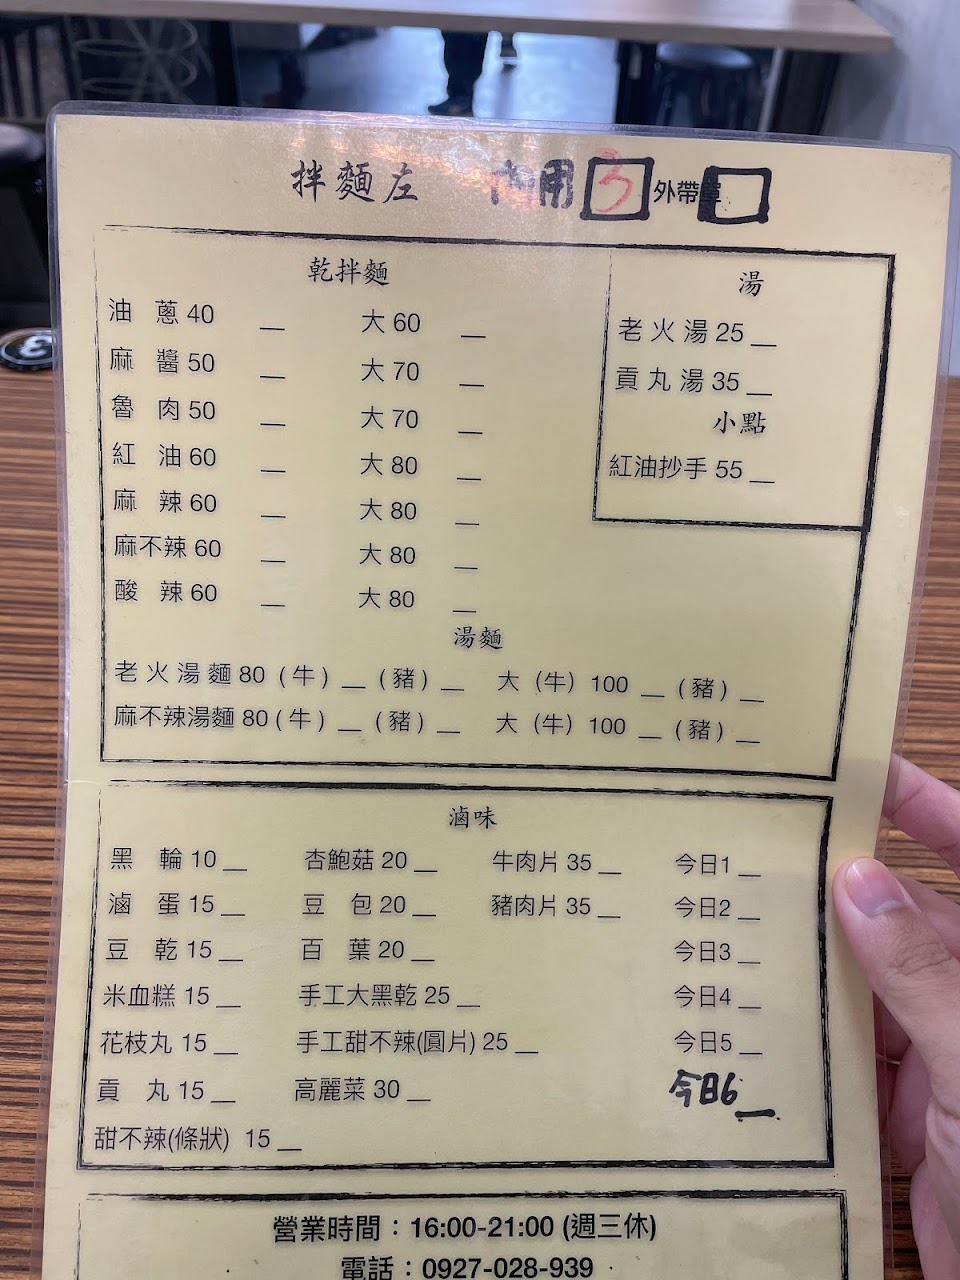 拌麵左 內用 3 外帶單
乾拌麵
油 蔥 40 __ 大 60 __
麻 醬 50 __ 大 70 __
魯 肉 50 __ 大 70 __
紅 油 60 __ 大 80 __
麻 辣 60 __ 大 80 __
麻不辣 60 __ 大 80 __
酸 辣 60 __ 大 80 __
湯
老火湯 25 __
貢丸湯 35 __
小點
紅油抄手 55 __
湯麵
老火湯麵 80 (牛) __ (豬) __ 大 (牛) 100 __ (豬) __
麻不辣湯麵 80 (牛) __ (豬) __ 大 (牛) 100 __ (豬) __
滷味
黑 輪 10 __ 杏鮑菇 20 __ 牛肉片 35 __ 今日1 __
滷 蛋 15 __ 豆 包 20 __ 豬肉片 35 __ 今日2 __
豆 乾 15 __ 百 葉 20 __ 今日3 __
米血糕 15 __ 手工大黑乾 25 __ 今日4 __
花枝丸 15 __ 手工甜不辣(圓片) 25 __ 今日5 __
貢 丸 15 __ 高麗菜 30 __ 今日6 __
甜不辣(條狀) 15 __
營業時間：16:00-21:00 (週三休)
電話：0927-028-939
3